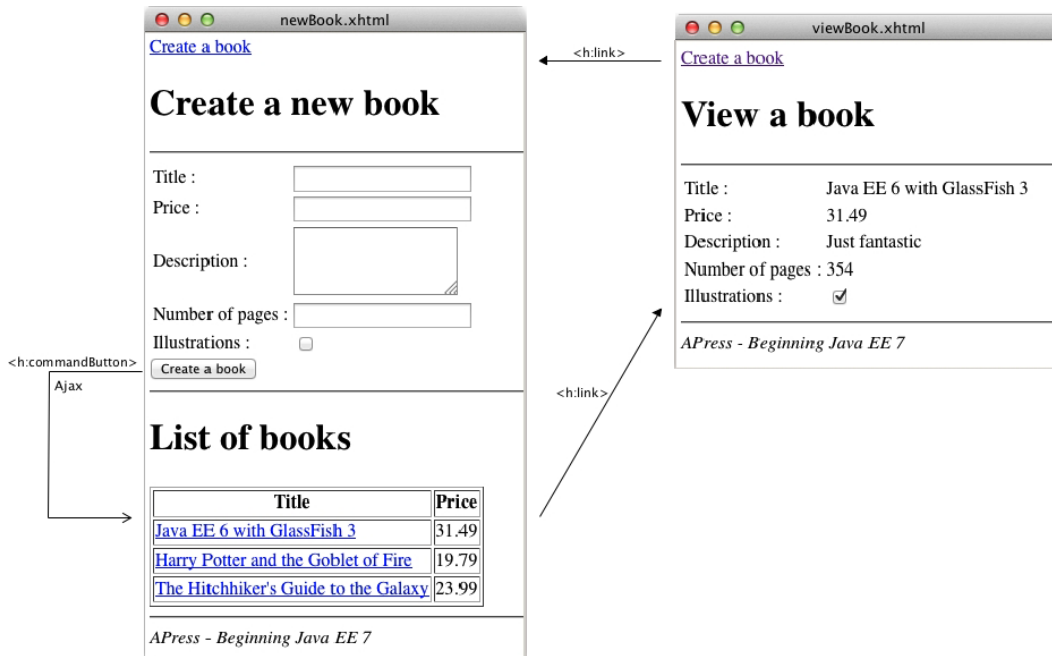 newBook.xhtml
Create a book
Create a new book
Title :
Price :
Description :
Number of pages :
Illustrations :
Create a book
<h:commandButton>
Ajax
List of books
Title Price
Java EE 6 with GlassFish 3 31.49
Harry Potter and the Goblet of Fire 19.79
The Hitchhiker's Guide to the Galaxy 23.99
APress - Beginning Java EE 7
<h:link>
<h:link>
viewBook.xhtml
Create a book
View a book
Title : Java EE 6 with GlassFish 3
Price : 31.49
Description : Just fantastic
Number of pages : 354
Illustrations :
APress - Beginning Java EE 7